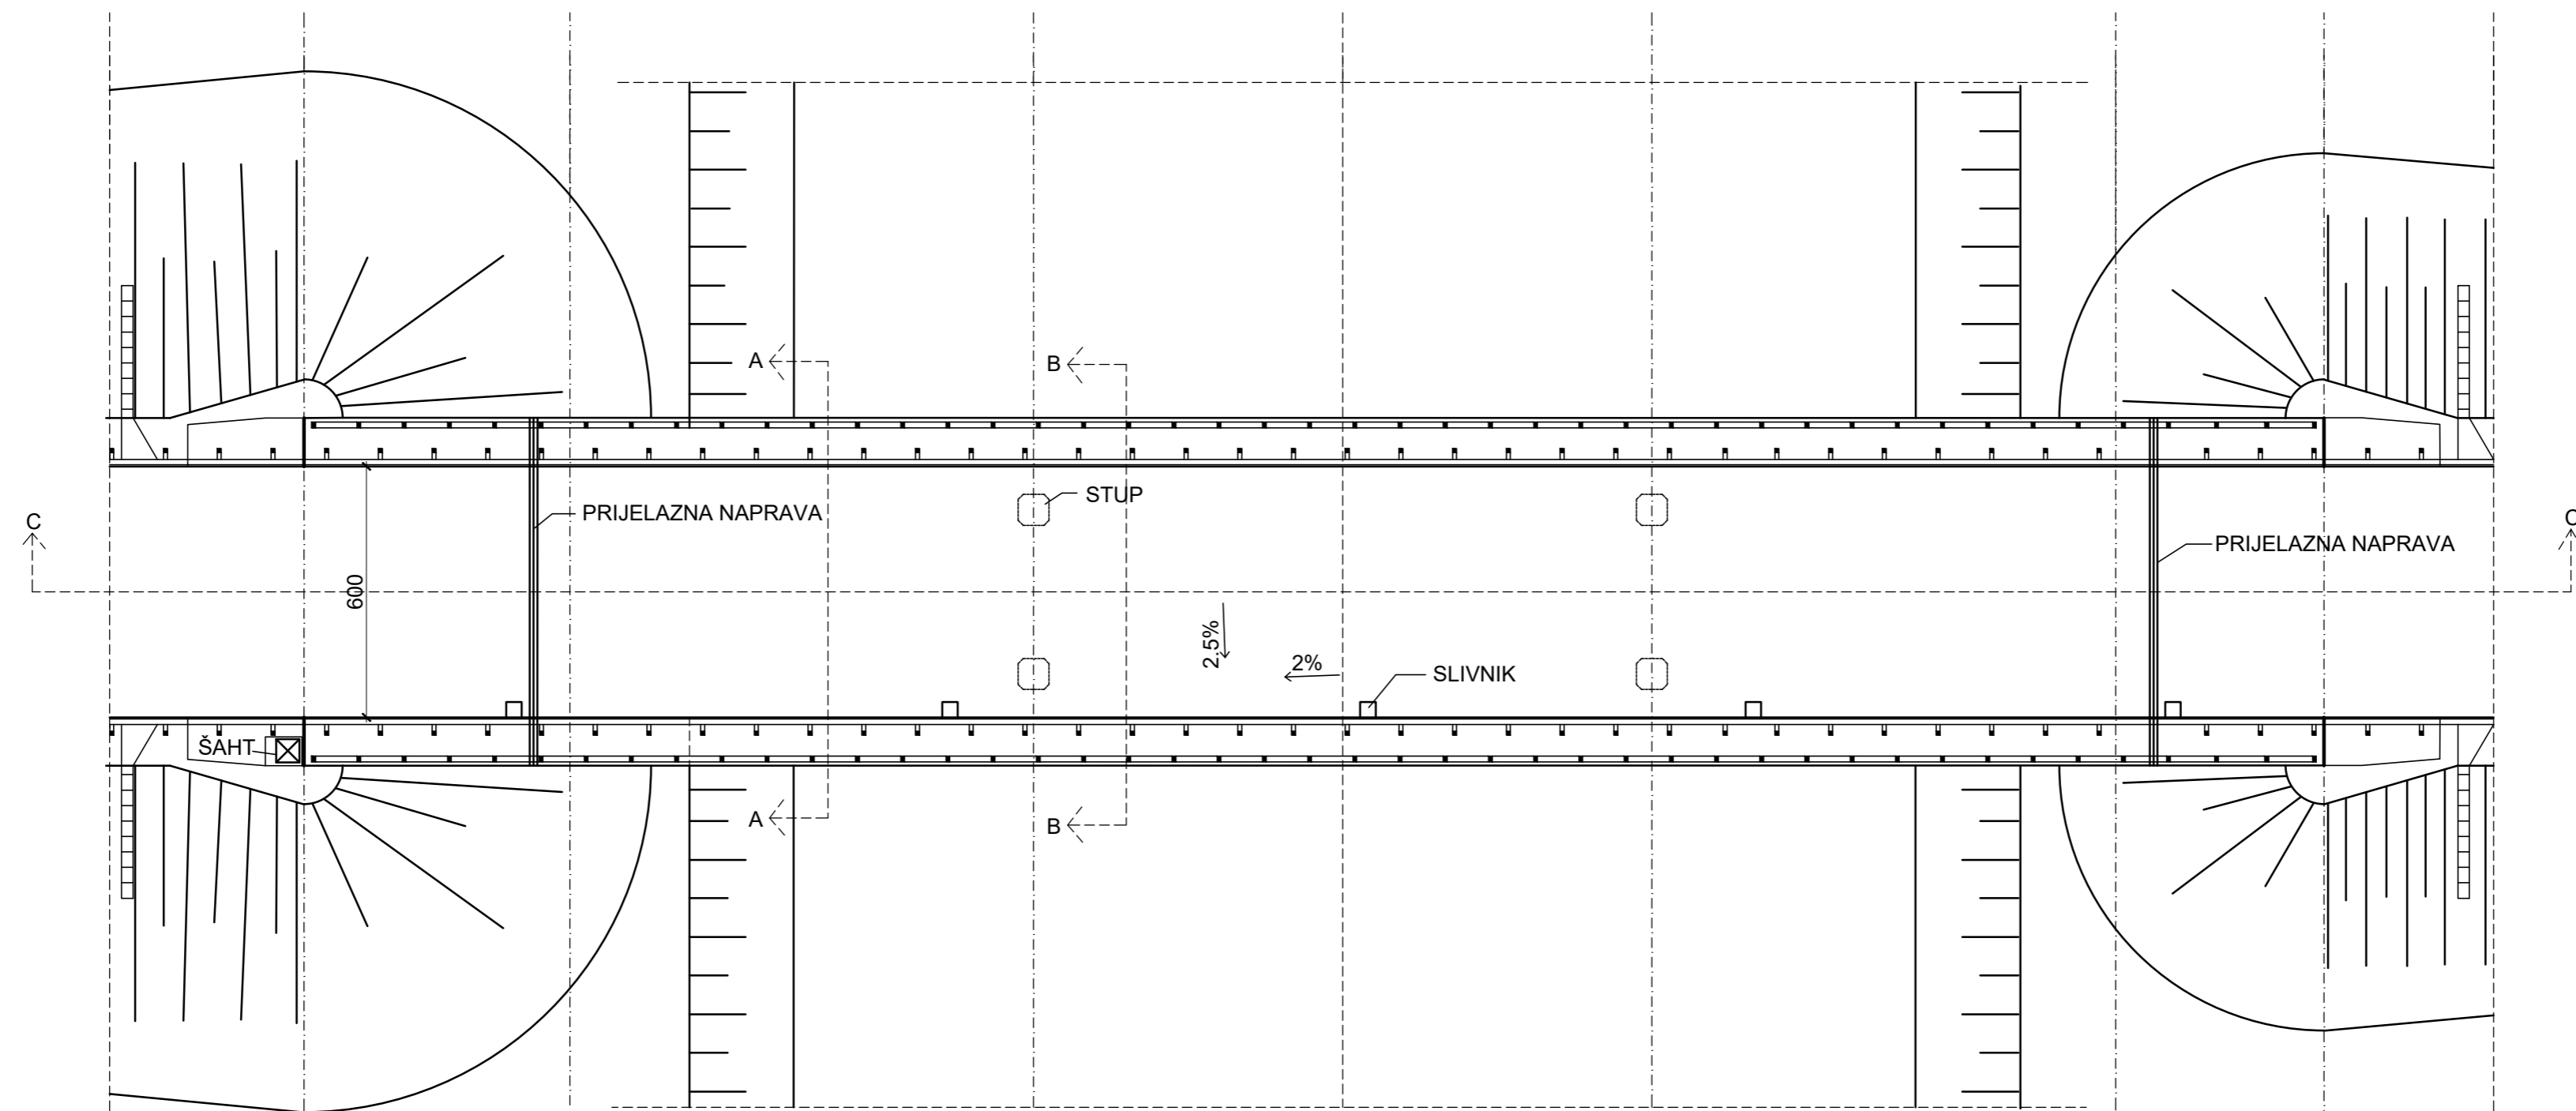 A
B
STUP
PRIJELAZNA NAPRAVA
C
C
PRIJELAZNA NAPRAVA
600
2.5%
2%
SLIVNIK
ŠAHT
A
B